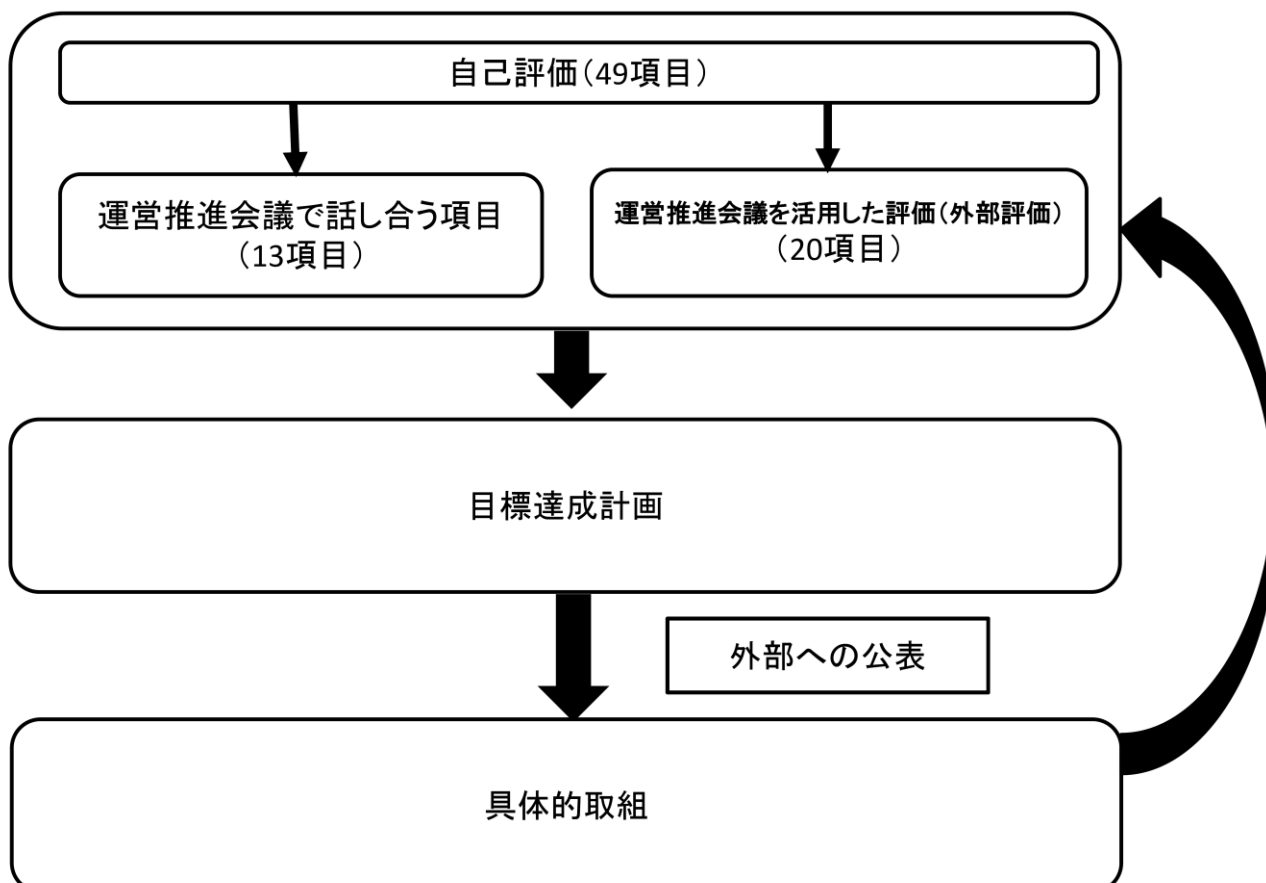 自己評価（49項目）
運営推進会議で話し合う項目
（13項目）
運営推進会議を活用した評価（外部評価）
（20項目）
目標達成計画
外部への公表
具体的取組